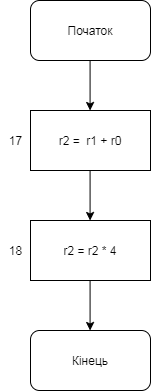 Початок
17
r2 = r1 + r0
18
r2 = r2 * 4
Кінець